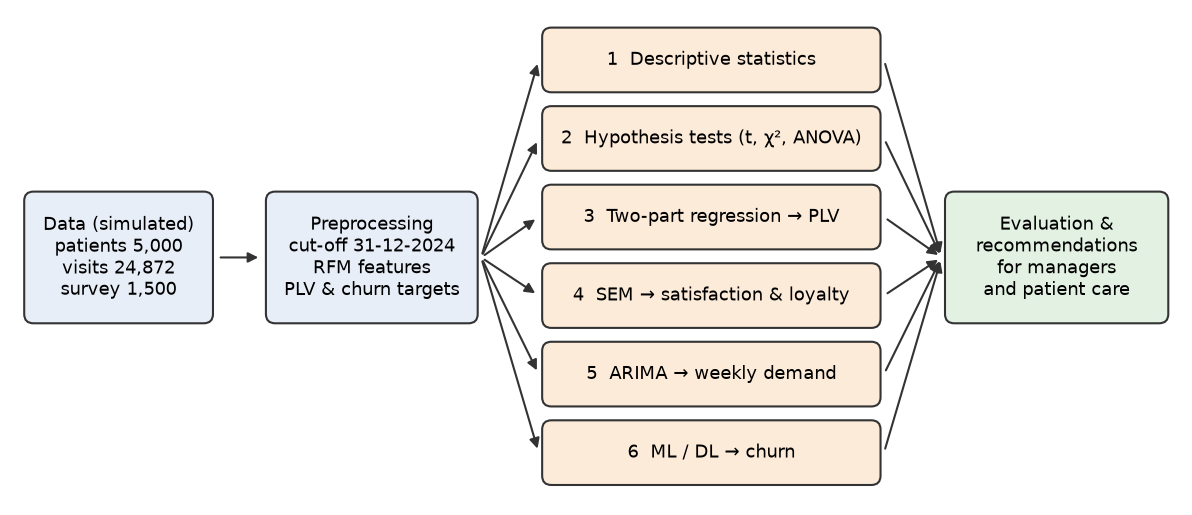 Data (simulated)
patients 5,000
visits 24,872
survey 1,500
Preprocessing
cut-off 31-12-2024
RFM features
PLV & churn targets
1 Descriptive statistics
2 Hypothesis tests (t, χ², ANOVA)
3 Two-part regression → PLV
4 SEM → satisfaction & loyalty
5 ARIMA → weekly demand
6 ML / DL → churn
Evaluation &
recommendations
for managers
and patient care